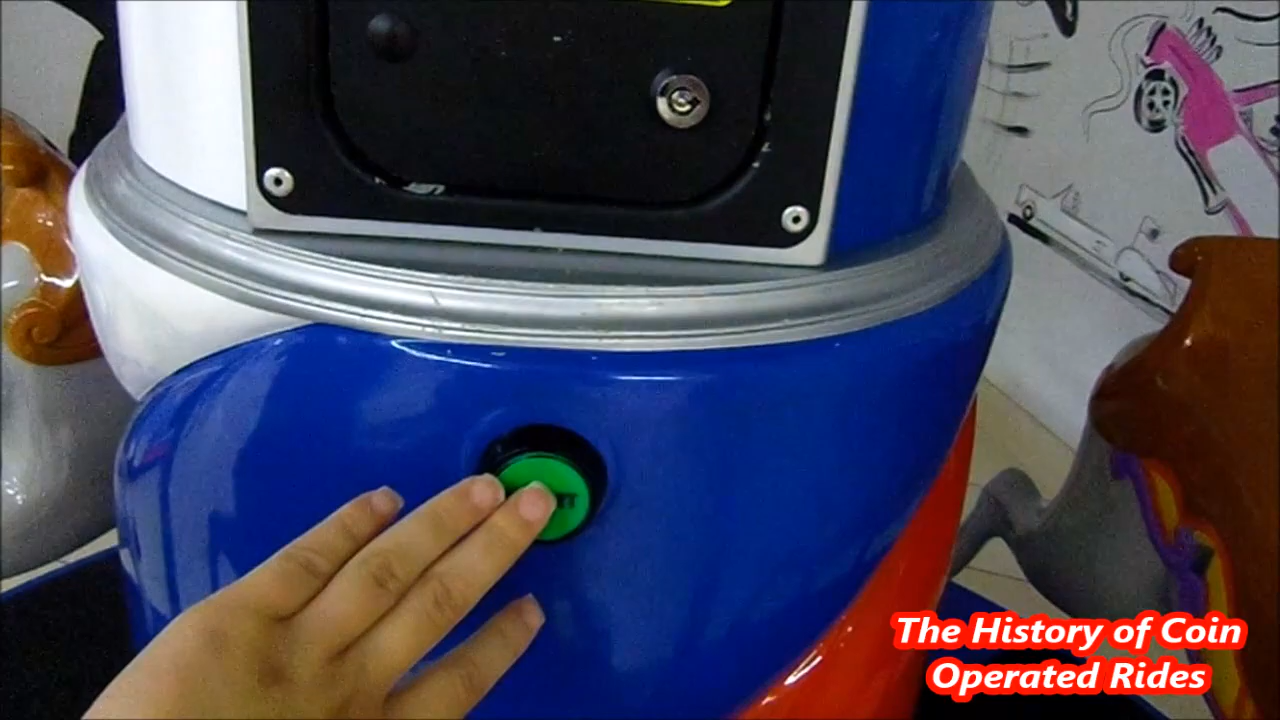 The History of Coin
Operated Rides